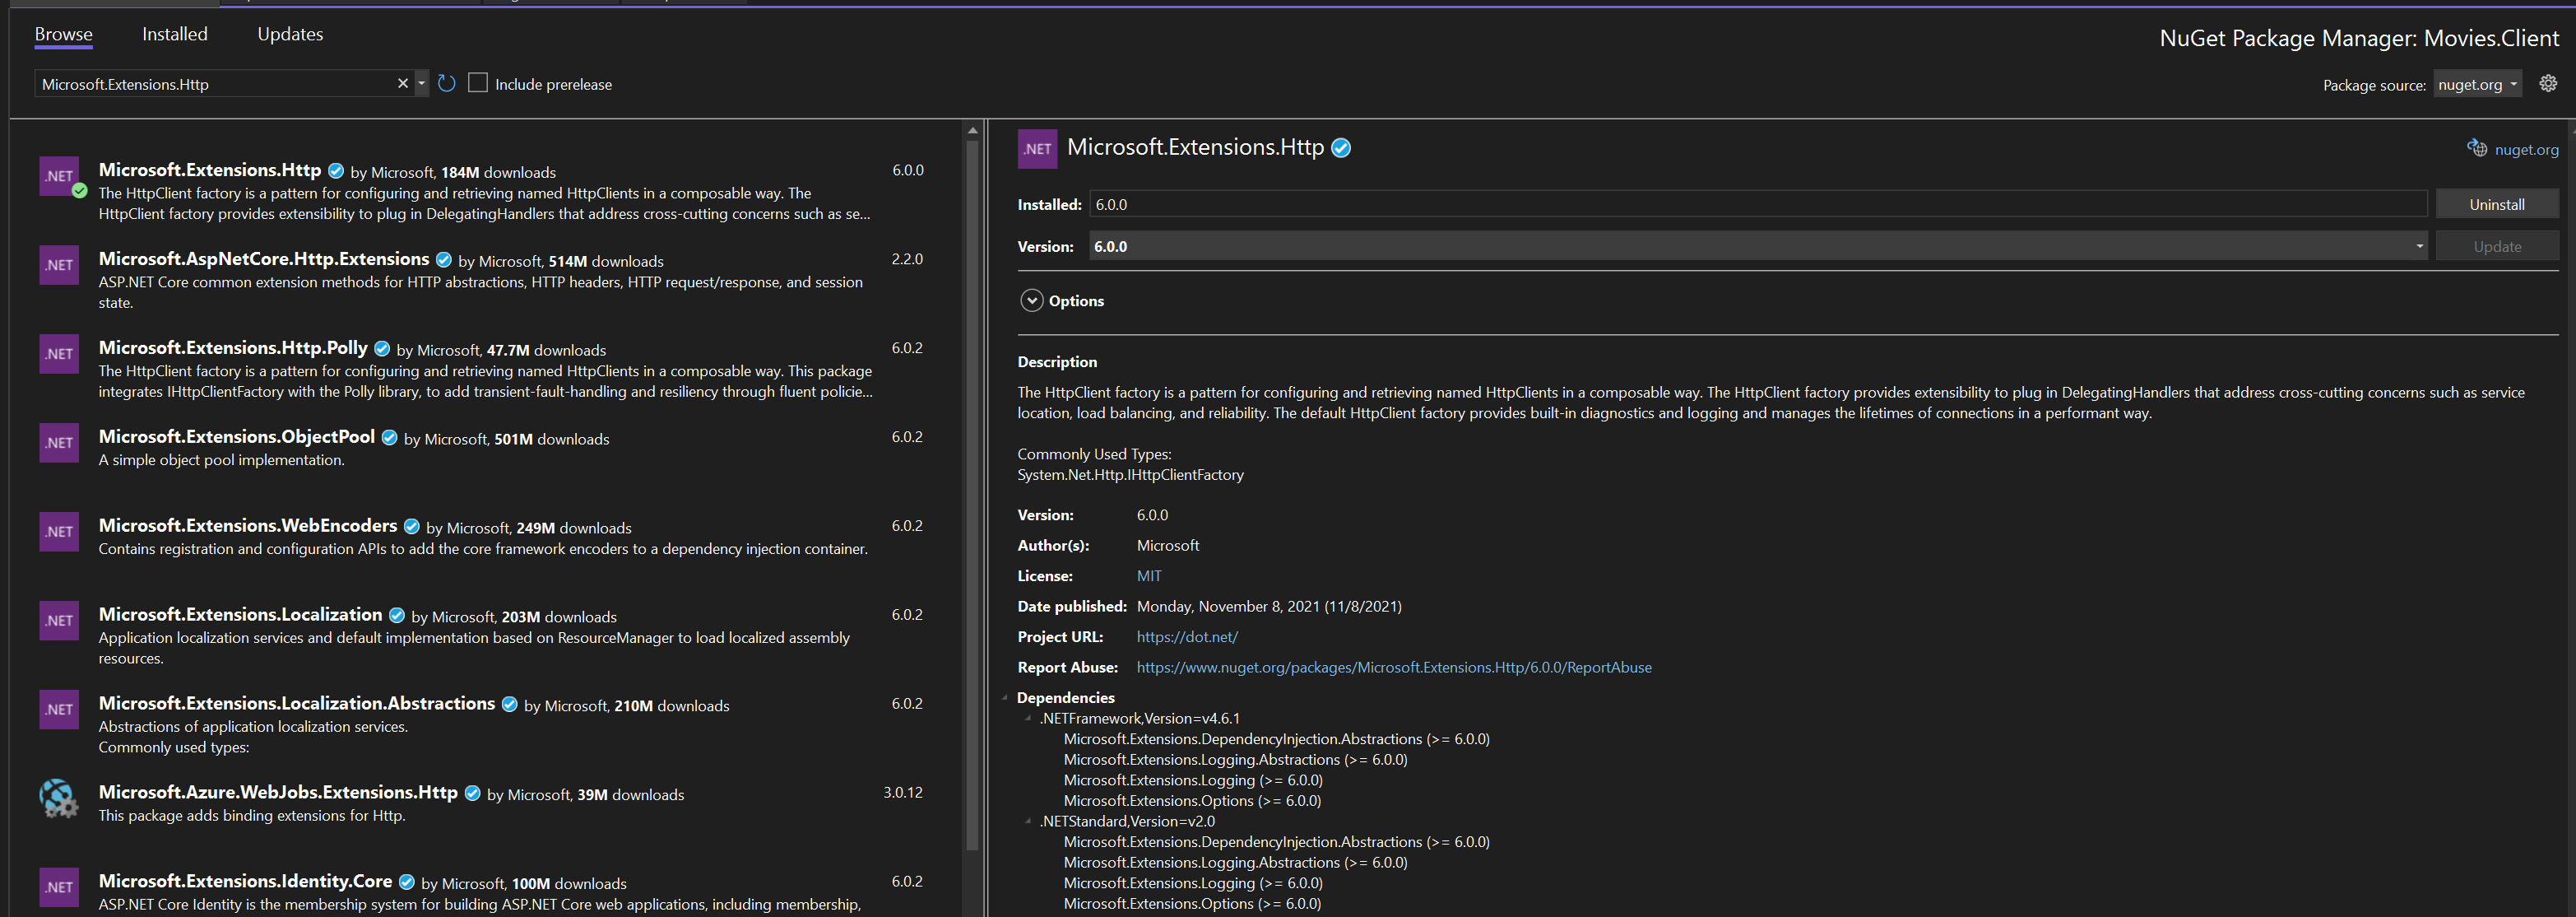 Browse
Installed
Updates
NuGet Package Manager: Movies.Client
Microsoft.Extensions.Http
Include prerelease
Package source:
nuget.org
.NET
Microsoft.Extensions.Http by Microsoft, 184M downloads
6.0.0
The HttpClient factory is a pattern for configuring and retrieving named HttpClients in a composable way. The
HttpClient factory provides extensibility to plug in DelegatingHandlers that address cross-cutting concerns such as se...
.NET
Microsoft.AspNetCore.Http.Extensions by Microsoft, 514M downloads
2.2.0
ASP.NET Core common extension methods for HTTP abstractions, HTTP headers, HTTP request/response, and session
state.
.NET
Microsoft.Extensions.Http.Polly by Microsoft, 47.7M downloads
6.0.2
The HttpClient factory is a pattern for configuring and retrieving named HttpClients in a composable way. This package
integrates IHttpClientFactory with the Polly library, to add transient-fault-handling and resiliency through fluent policie...
.NET
Microsoft.Extensions.ObjectPool by Microsoft, 501M downloads
6.0.2
A simple object pool implementation.
.NET
Microsoft.Extensions.WebEncoders by Microsoft, 249M downloads
6.0.2
Contains registration and configuration APIs to add the core framework encoders to a dependency injection container.
.NET
Microsoft.Extensions.Localization by Microsoft, 203M downloads
6.0.2
Application localization services and default implementation based on ResourceManager to load localized assembly
resources.
.NET
Microsoft.Extensions.Localization.Abstractions by Microsoft, 210M downloads
6.0.2
Abstractions of application localization services.
Commonly used types:
Microsoft.Azure.WebJobs.Extensions.Http by Microsoft, 39M downloads
3.0.12
This package adds binding extensions for Http.
.NET
Microsoft.Extensions.Identity.Core by Microsoft, 100M downloads
6.0.2
ASP.NET Core Identity is the membership system for building ASP.NET Core web applications, including membership,
.NET
Microsoft.Extensions.Http
nuget.org
Installed: 6.0.0
Uninstall
Version: 6.0.0
Update
Options
Description
The HttpClient factory is a pattern for configuring and retrieving named HttpClients in a composable way. The HttpClient factory provides extensibility to plug in DelegatingHandlers that address cross-cutting concerns such as service
location, load balancing, and reliability. The default HttpClient factory provides built-in diagnostics and logging and manages the lifetimes of connections in a performant way.
Commonly Used Types:
System.Net.Http.IHttpClientFactory
Version: 6.0.0
Author(s): Microsoft
License: MIT
Date published: Monday, November 8, 2021 (11/8/2021)
Project URL: https://dot.net/
Report Abuse: https://www.nuget.org/packages/Microsoft.Extensions.Http/6.0.0/ReportAbuse
Dependencies
.NETFramework,Version=v4.6.1
Microsoft.Extensions.DependencyInjection.Abstractions (>= 6.0.0)
Microsoft.Extensions.Logging.Abstractions (>= 6.0.0)
Microsoft.Extensions.Logging (>= 6.0.0)
Microsoft.Extensions.Options (>= 6.0.0)
.NETStandard,Version=v2.0
Microsoft.Extensions.DependencyInjection.Abstractions (>= 6.0.0)
Microsoft.Extensions.Logging.Abstractions (>= 6.0.0)
Microsoft.Extensions.Logging (>= 6.0.0)
Microsoft.Extensions.Options (>= 6.0.0)